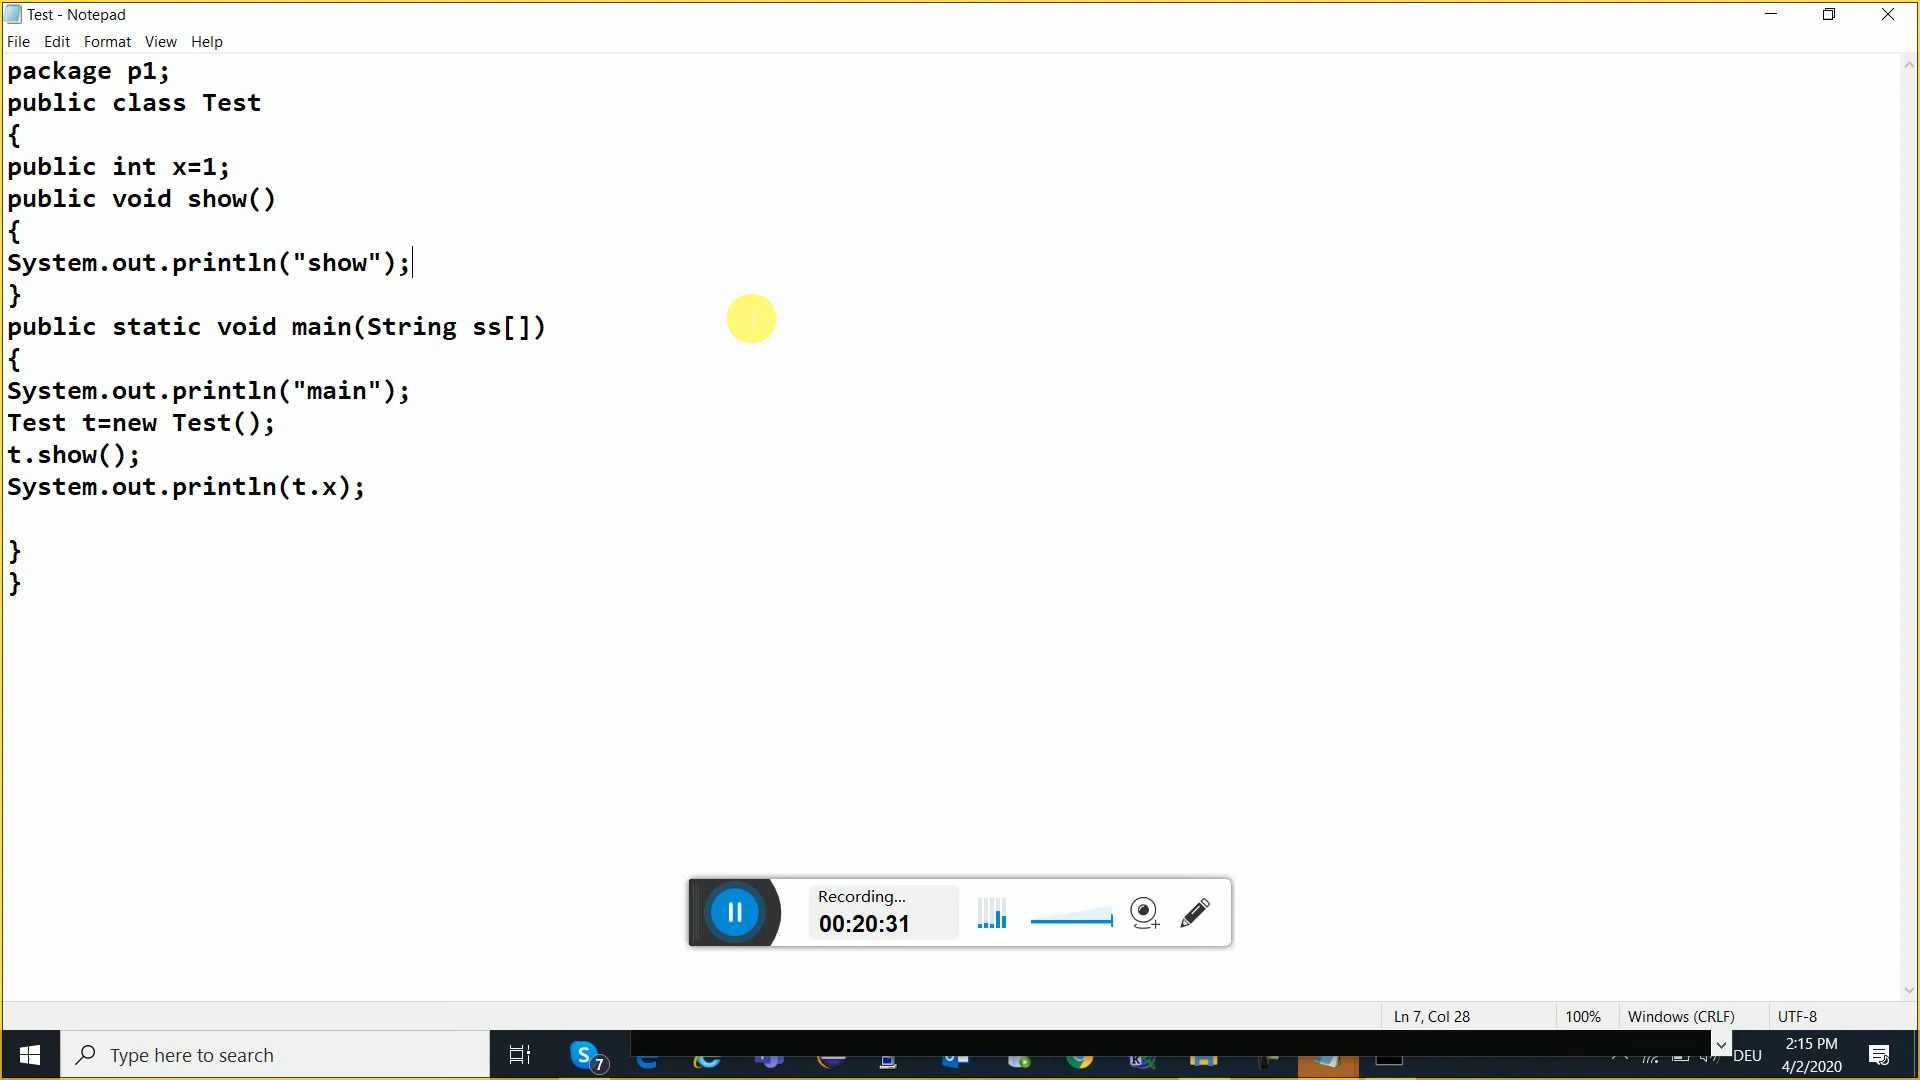 Test - Notepad
File Edit Format View Help
package p1;
public class Test
{
public int x=1;
public void show()
{
System.out.println("show");
}
public static void main(String ss[])
{
System.out.println("main");
Test t=new Test();
t.show();
System.out.println(t.x);
}
}
Recording...
00:20:31
Ln 7, Col 28 100% Windows (CRLF) UTF-8
Type here to search
7
DEU
2:15 PM
4/2/2020